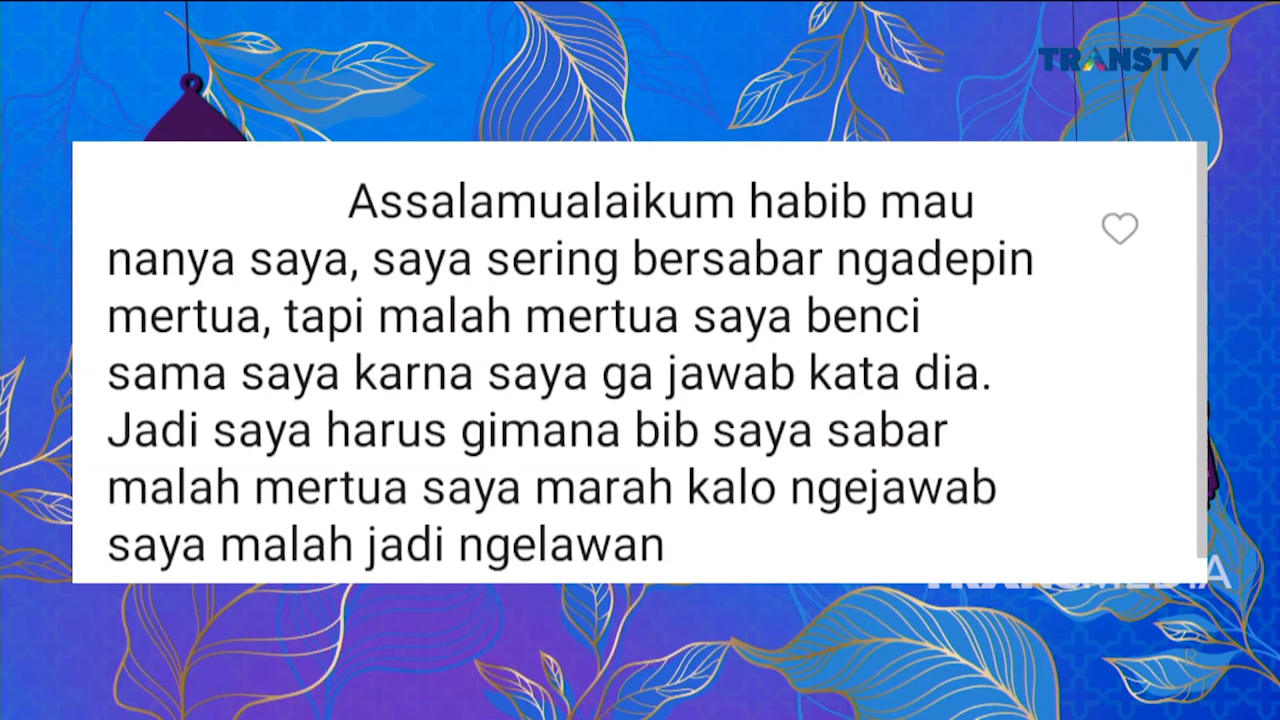 TRANSTV
Assalamualaikum habib mau
nanya saya, saya sering bersabar ngadepin
mertua, tapi malah mertua saya benci
sama saya karna saya ga jawab kata dia.
Jadi saya harus gimana bib saya sabar
malah mertua saya marah kalo ngejawab
saya malah jadi ngelawan
TRANSMEDIA